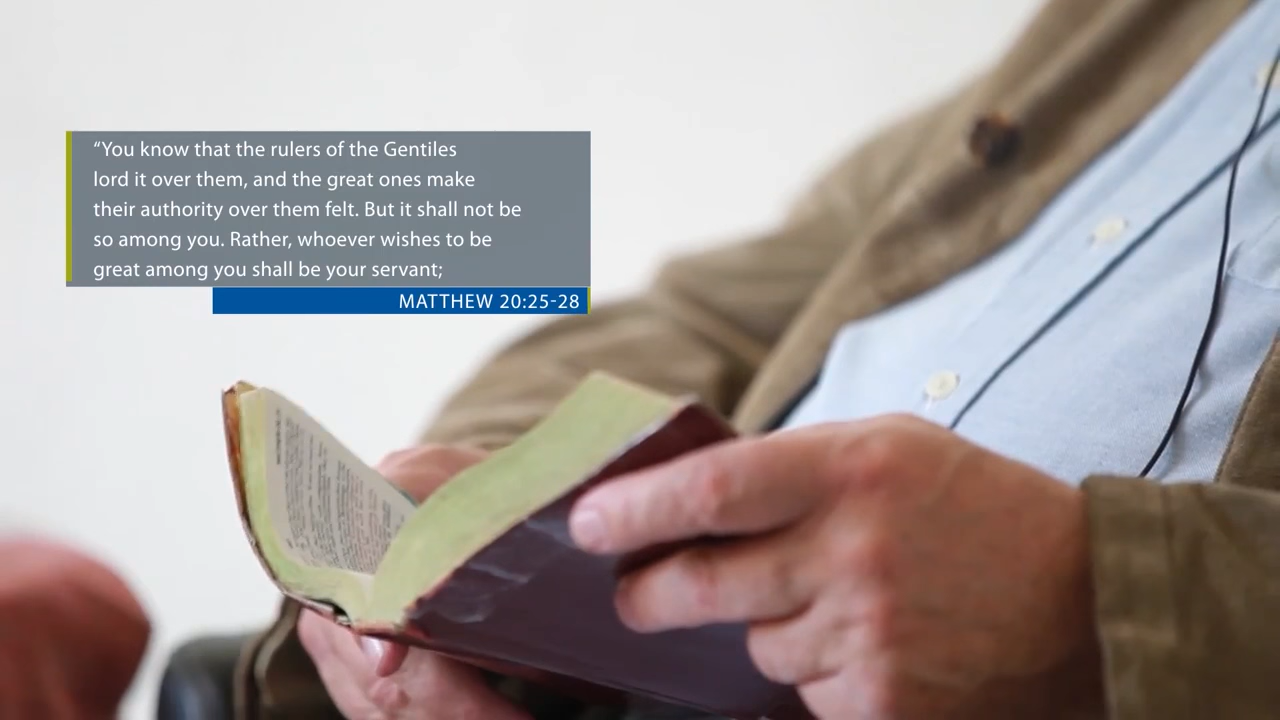 “You know that the rulers of the Gentiles
lord it over them, and the great ones make
their authority over them felt. But it shall not be
so among you. Rather, whoever wishes to be
great among you shall be your servant;
MATTHEW 20:25-28